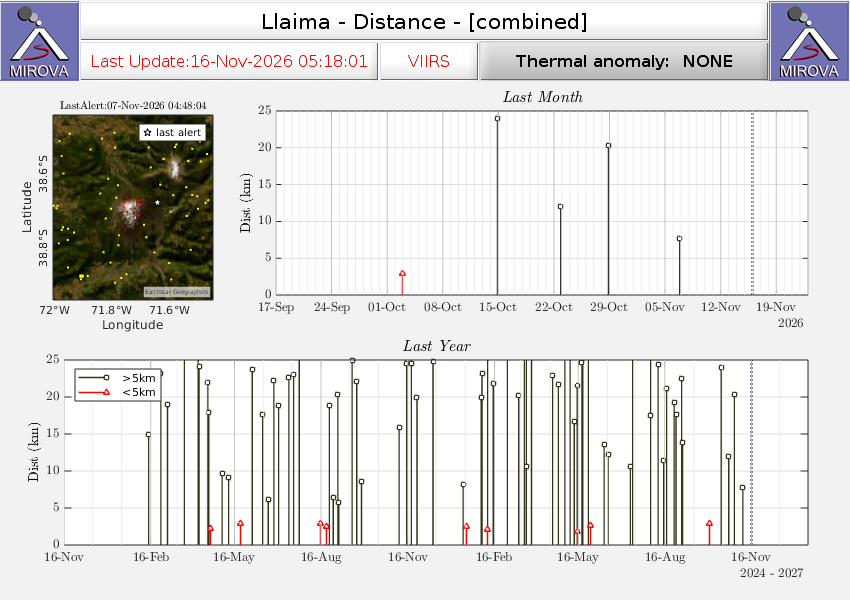 Llaima - Distance - [combined]
MIROVA
Last Update:16-Nov-2026 05:18:01
VIIRS
Thermal anomaly: NONE
MIROVA
LastAlert:07-Nov-2026 04:48:04
last alert
Latitude
38.6°S
38.8°S
Earthstar Geographics
72°W
71.8°W
71.6°W
Longitude
Last Month
Dist (km)
25
20
15
10
5
0
17-Sep
24-Sep
01-Oct
08-Oct
15-Oct
22-Oct
29-Oct
05-Nov
12-Nov
19-Nov
2026
Last Year
>5km
<5km
Dist (km)
25
20
15
10
5
0
16-Nov
16-Feb
16-May
16-Aug
16-Nov
16-Feb
16-May
16-Aug
16-Nov
2024 - 2027